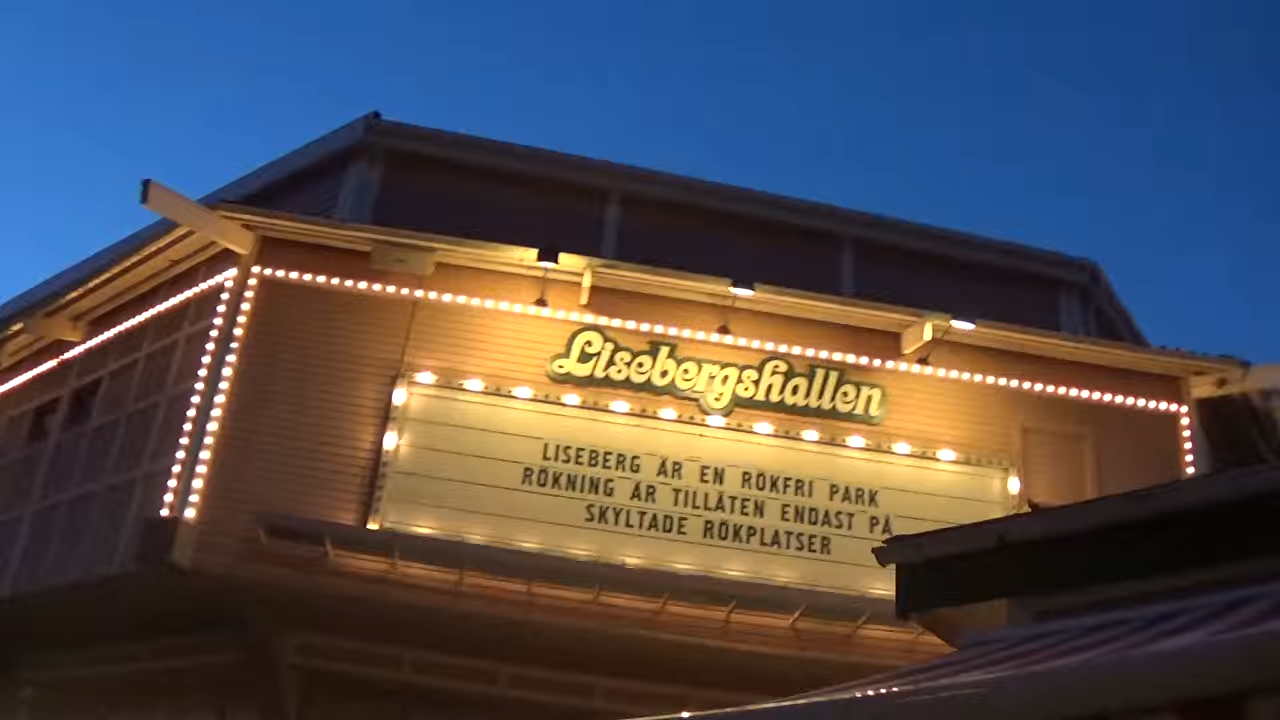 Lisebergshallen
LISEBERG ÄR EN RÖKFRI PARK
RÖKNING ÄR TILLÅTEN ENDAST PÅ
SKYLTADE RÖKPLATSER